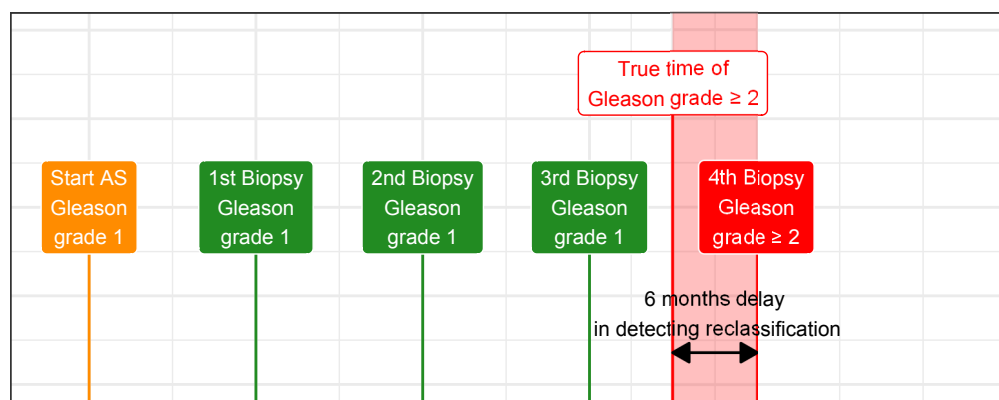 True time of
Gleason grade ≥ 2
Start AS
Gleason
grade 1
1st Biopsy
Gleason
grade 1
2nd Biopsy
Gleason
grade 1
3rd Biopsy
Gleason
grade 1
4th Biopsy
Gleason
grade ≥ 2
6 months delay
in detecting reclassification